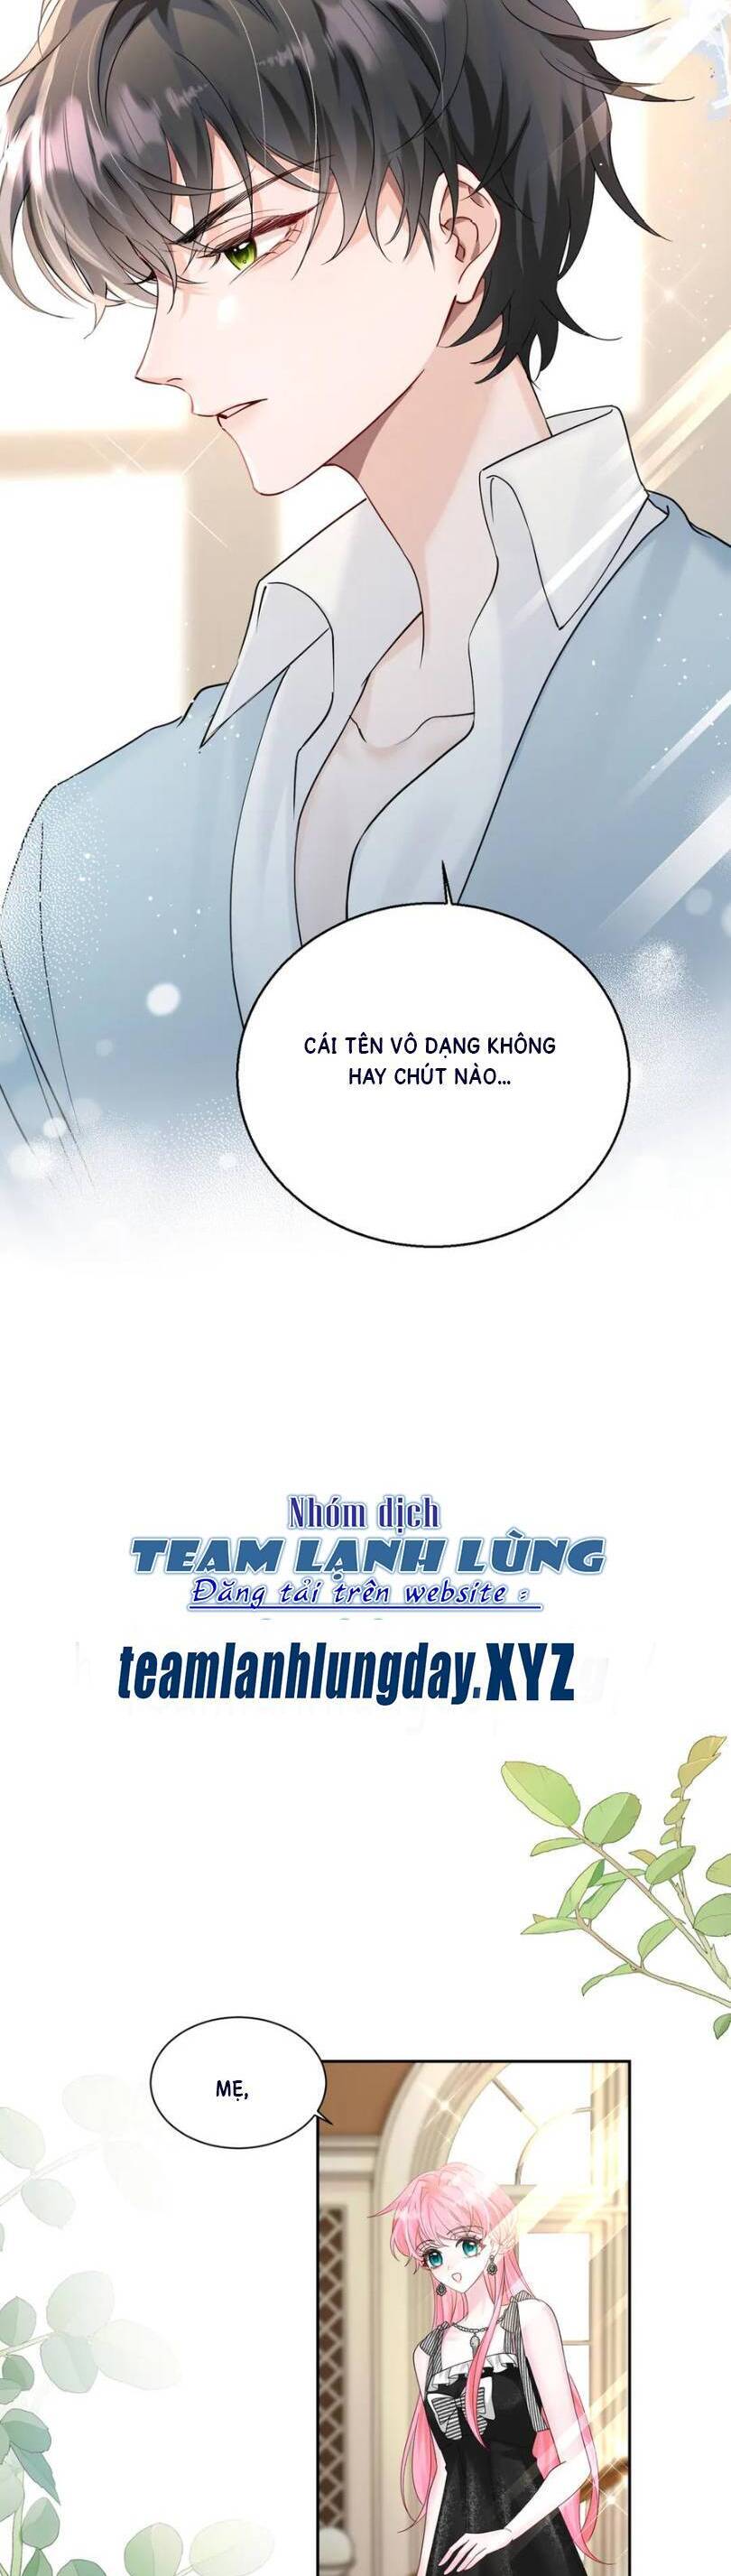 CÁI TÊN VÔ DẠNG KHÔNG
HAY CHÚT NÀO...
Nhóm dịch
TEAM LẠNH LÙNG
Đăng tải trên website :
teamlanhlungday.XYZ
MẸ,